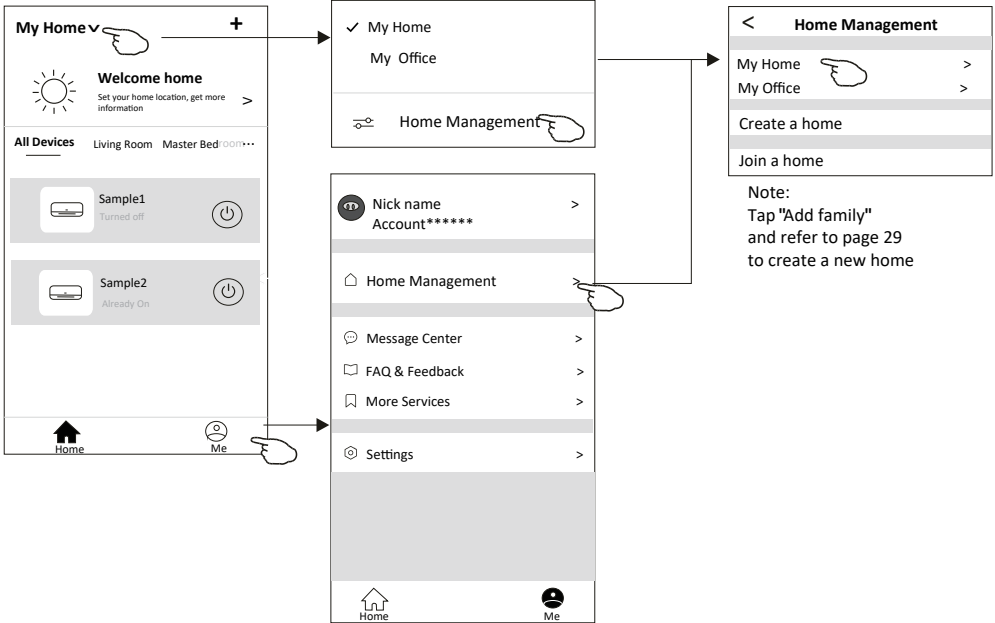 My Home
+
Welcome home
Set your home location, get more
information
>
All Devices Living Room Master Bedroom ...
Sample1
Turned off
Sample2
Already On
Home
Me
✓ My Home
My Office
Home Management
Nick name >
Account******
Home Management >
Message Center >
FAQ & Feedback >
More Services >
Settings >
Home
Me
< Home Management
My Home >
My Office >
Create a home
Join a home
Note:
Tap "Add family"
and refer to page 29
to create a new home